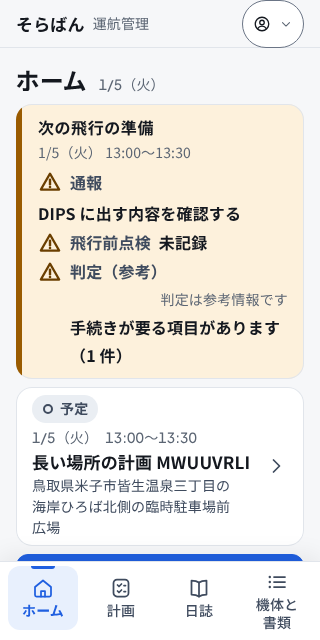 そらばん 運航管理
ホーム 1/5（火）
次の飛行の準備
1/5（火） 13:00〜13:30
通報
DIPS に出す内容を確認する
飛行前点検 未記録
判定（参考）
判定は参考情報です
手続きが要る項目があります
（1 件）
予定
1/5（火） 13:00〜13:30
長い場所の計画 MWUUVRLI
鳥取県米子市皆生温泉三丁目の
海岸ひろば北側の臨時駐車場前
広場
ホーム
計画
日誌
機体と
書類